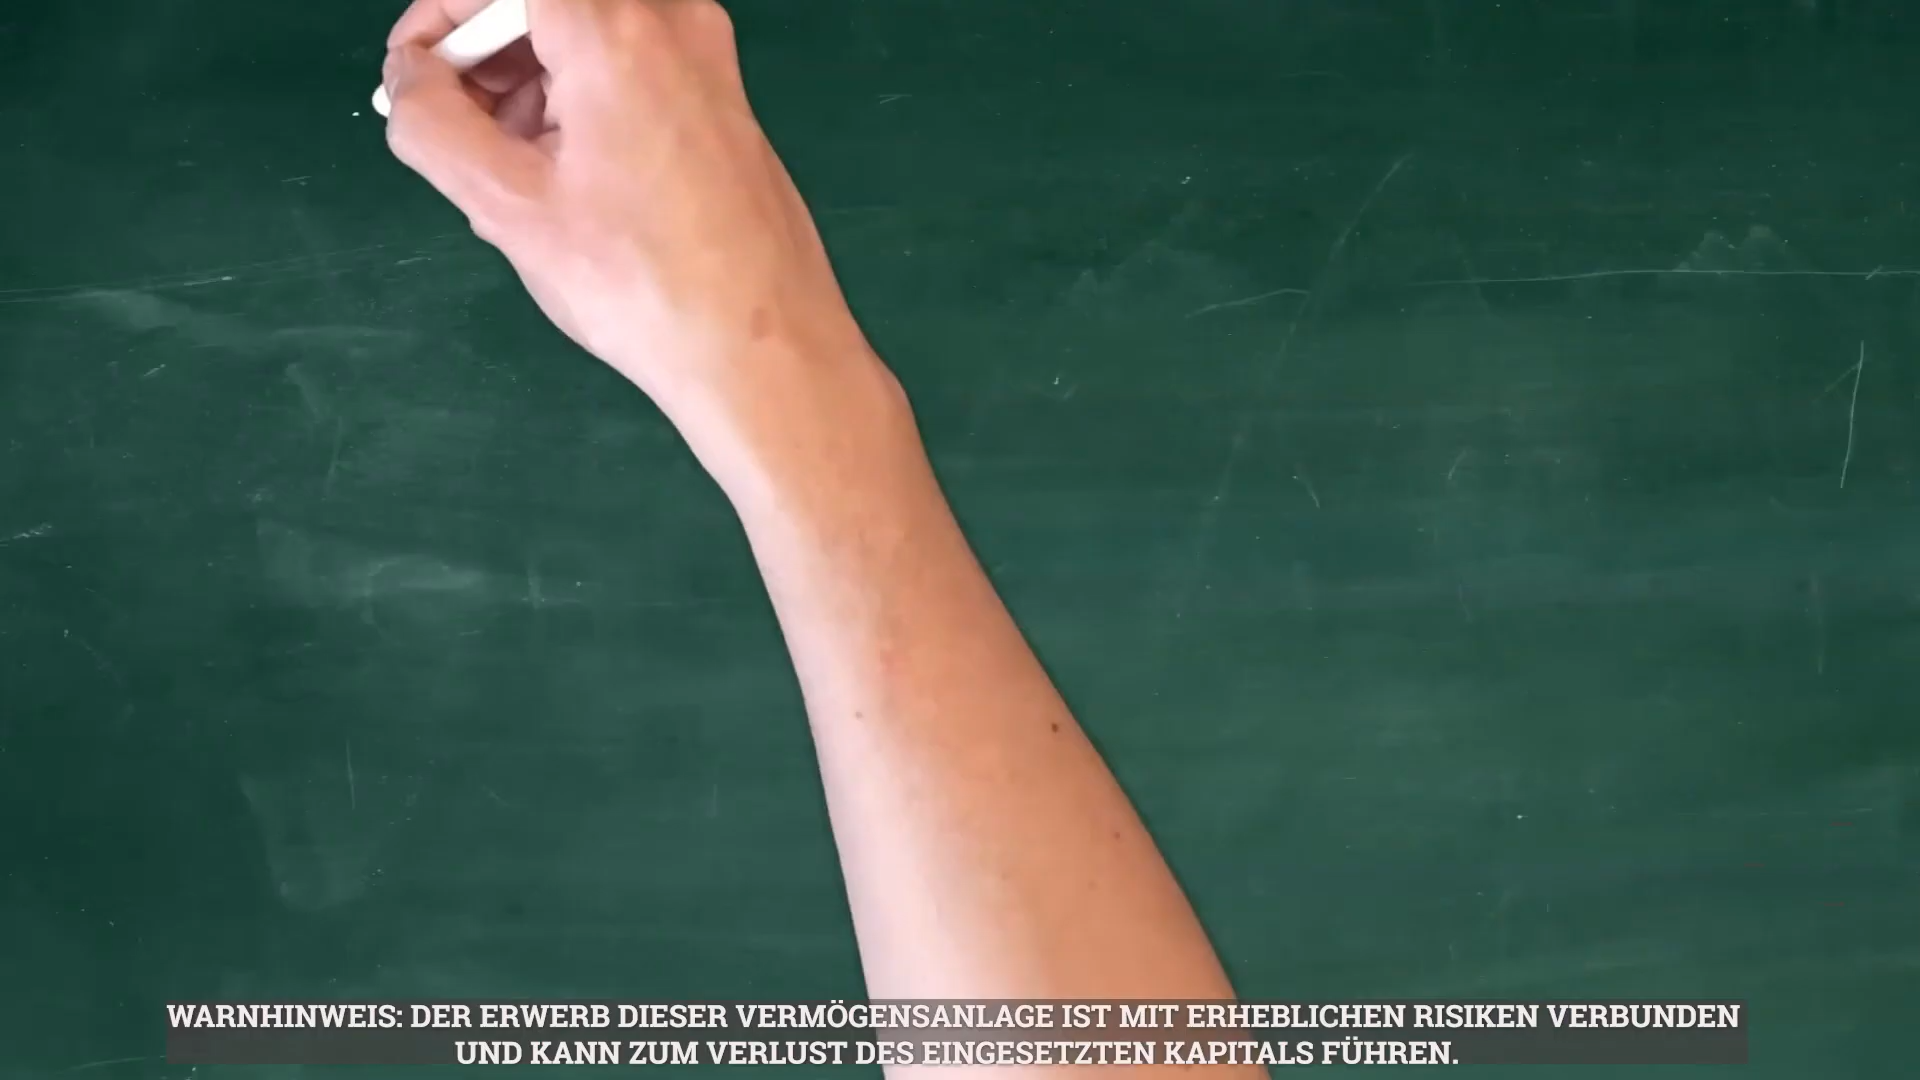 WARNHINWEIS: DER ERWERB DIESER VERMÖGENSANLAGE IST MIT ERHEBLICHEN RISIKEN VERBUNDEN
UND KANN ZUM VERLUST DES EINGESETZTEN KAPITALS FÜHREN.